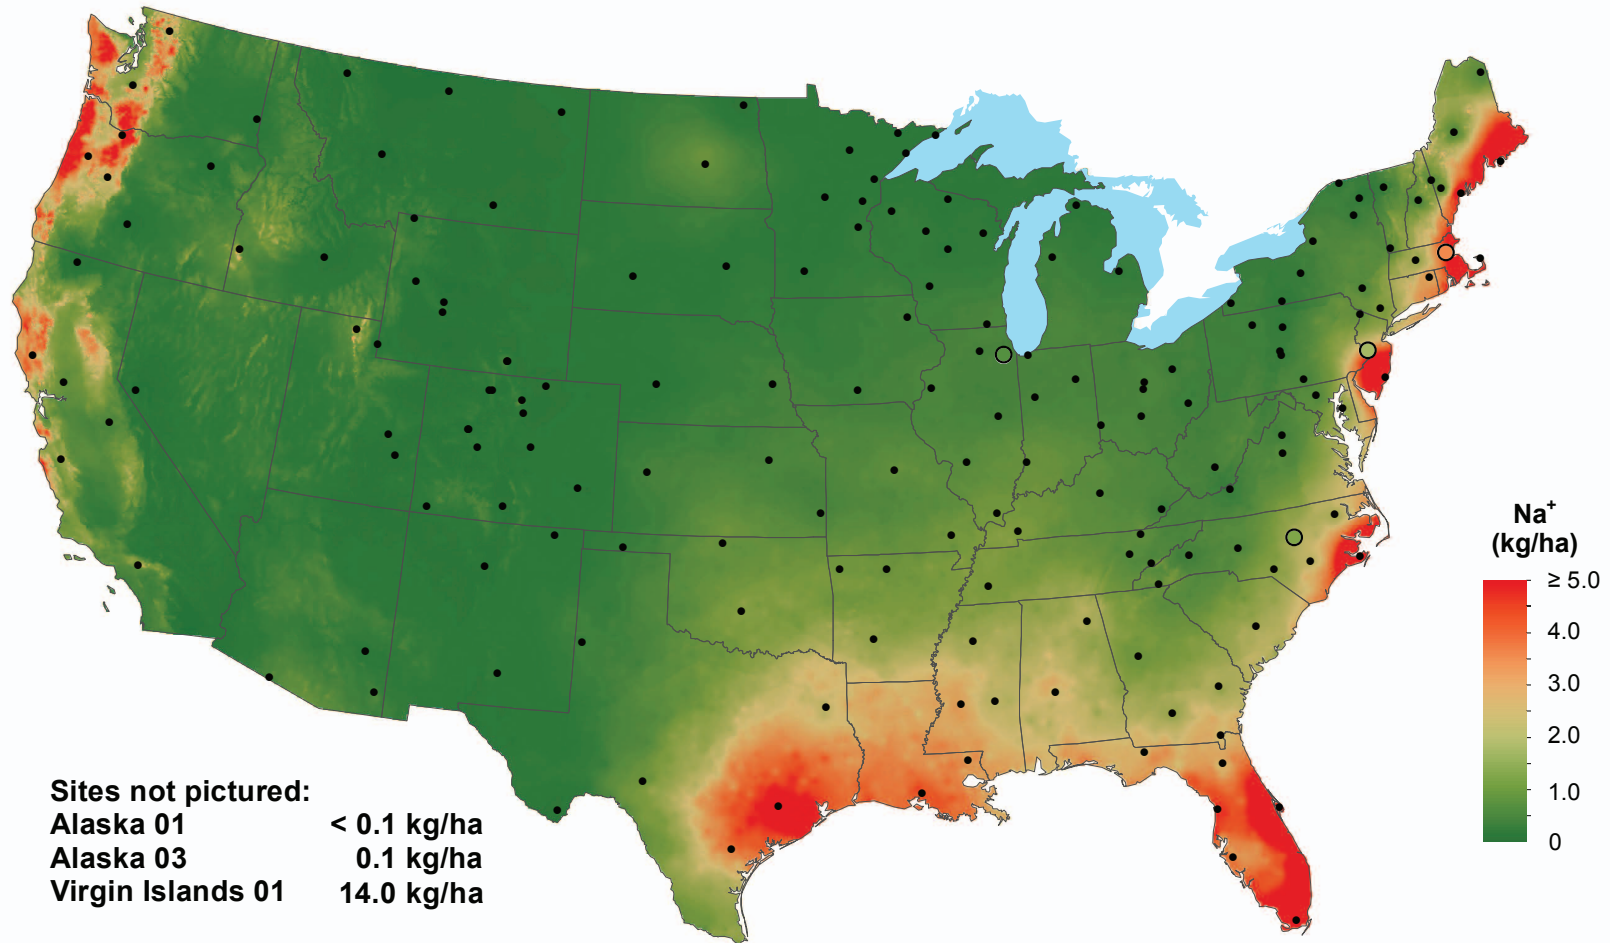 Na+
(kg/ha)
≥ 5.0
4.0
3.0
2.0
1.0
0
Sites not pictured:
Alaska 01 < 0.1 kg/ha
Alaska 03 0.1 kg/ha
Virgin Islands 01 14.0 kg/ha